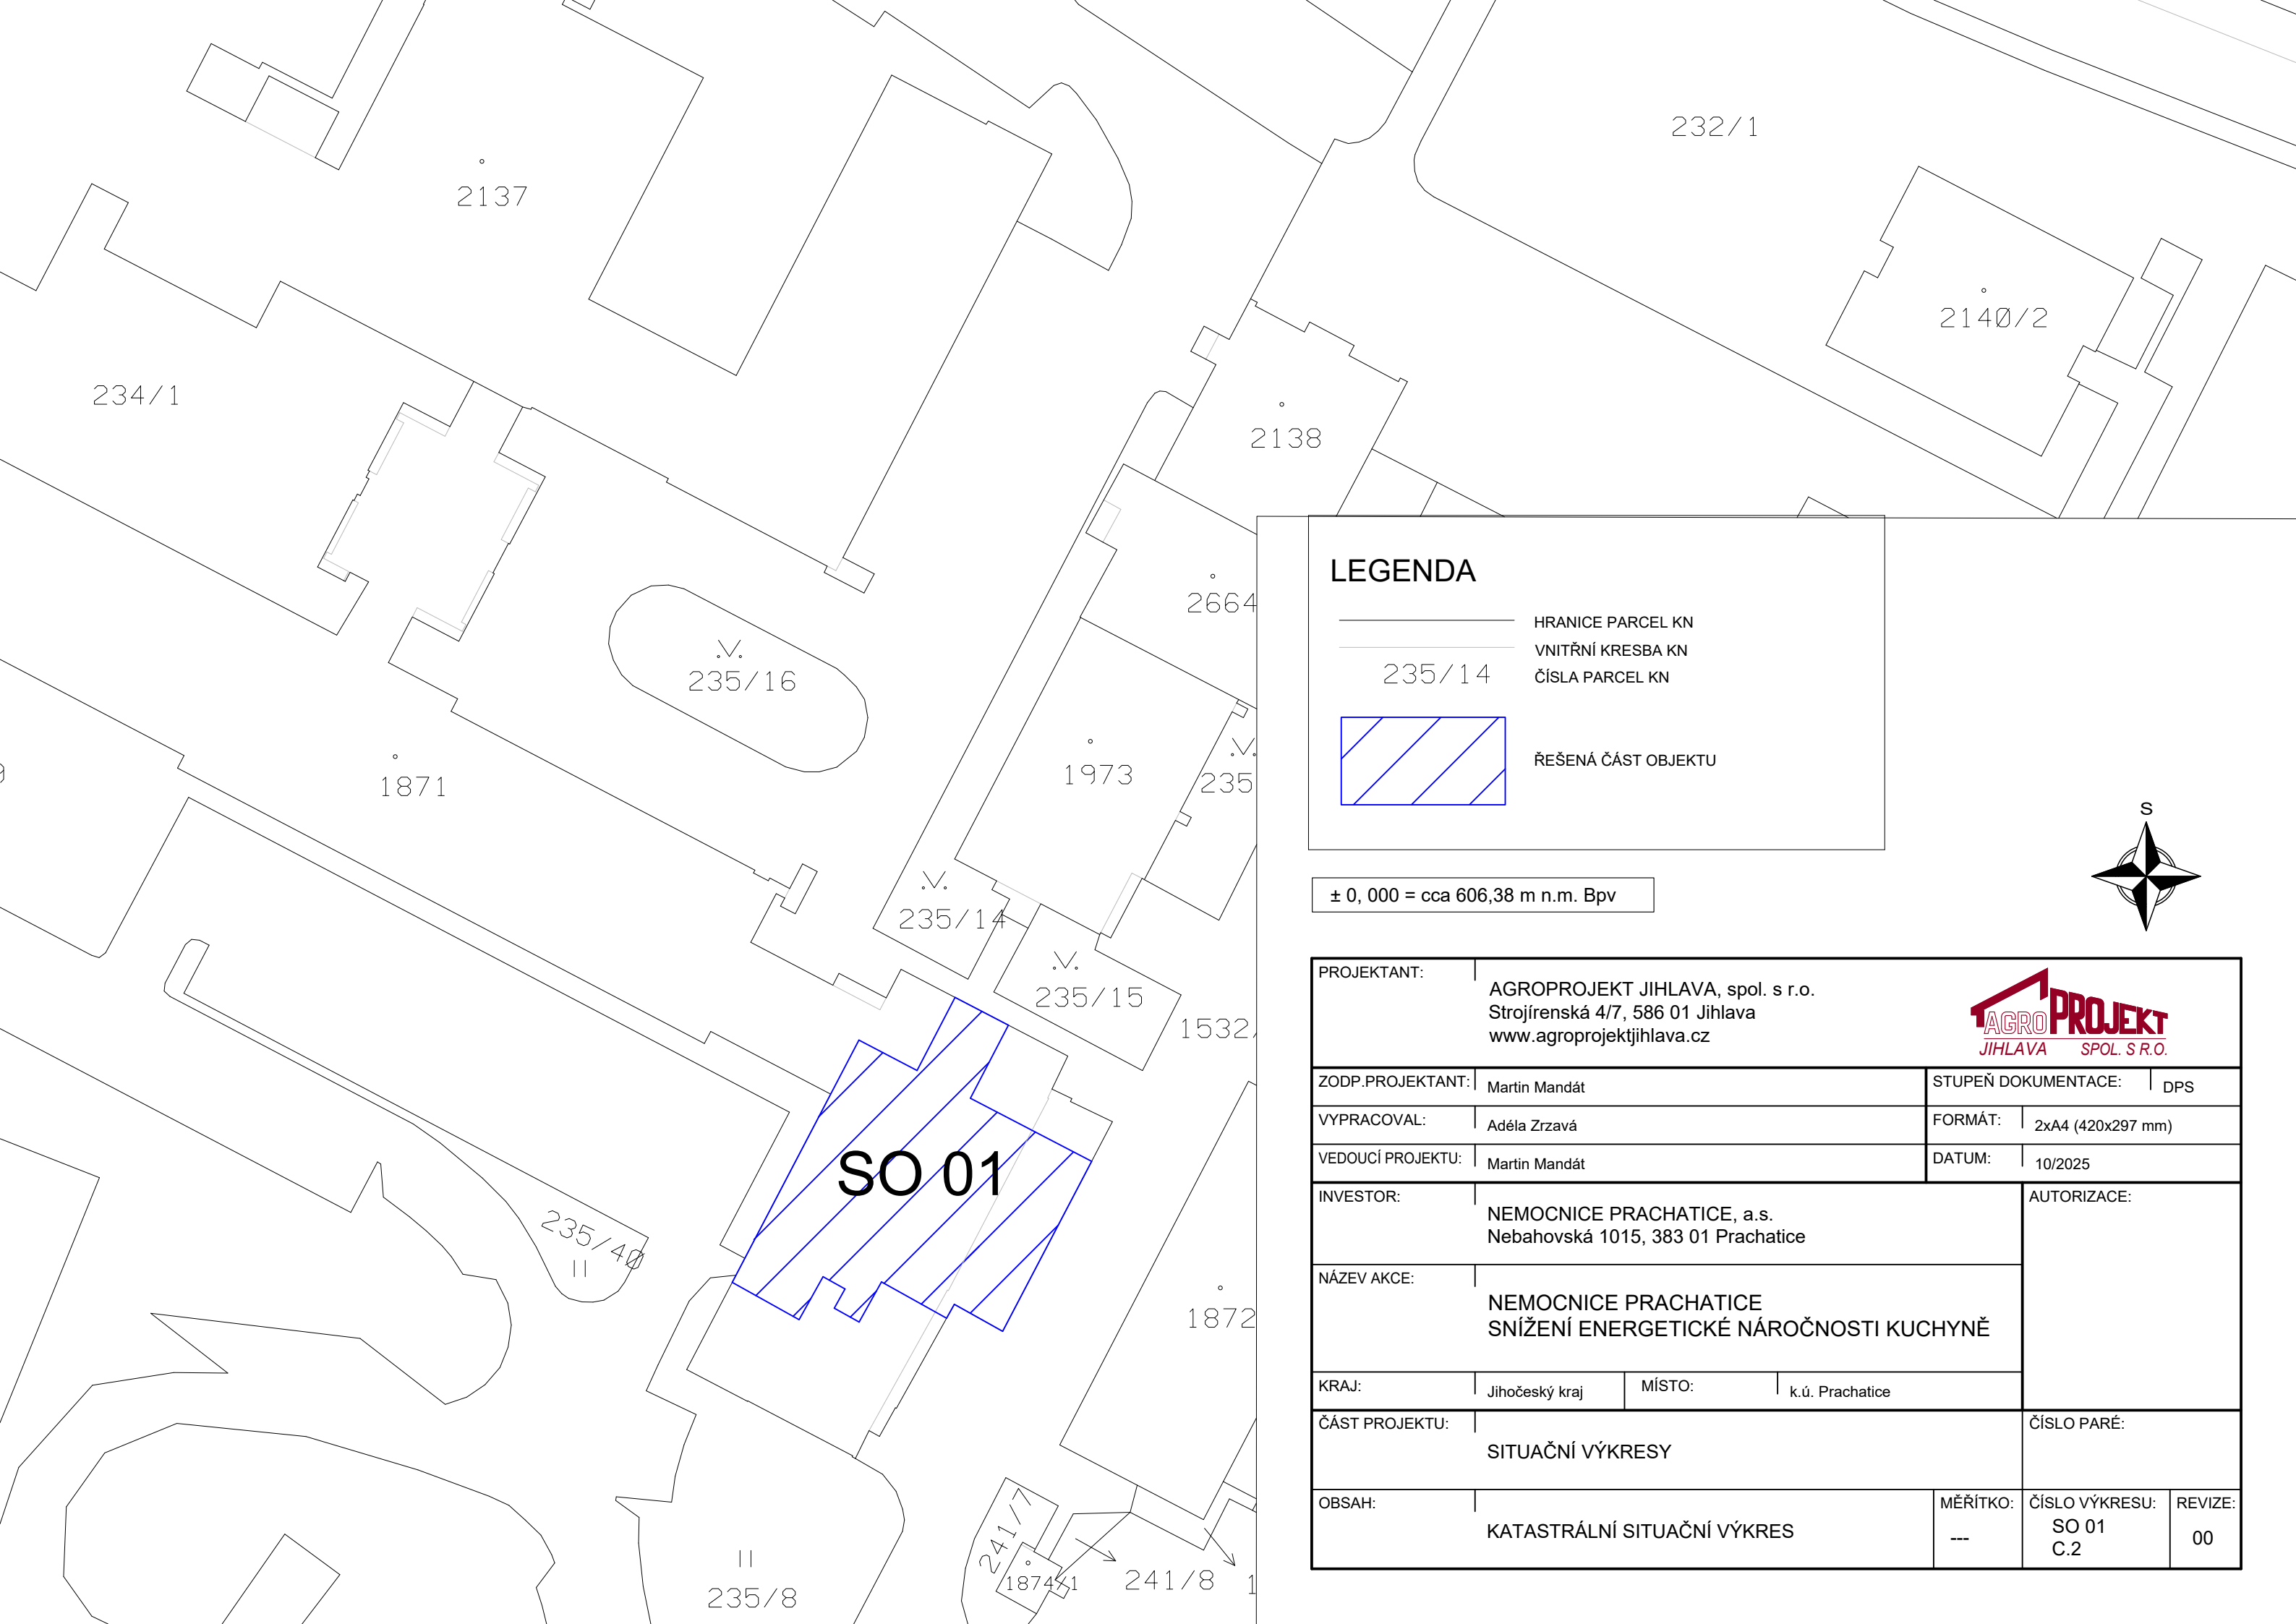 232/1
2137
2140/2
234/1
2138
2664
235/16
1973
235
1871
235/14
235/15
1532/
SO 01
235/40
1872
241/7
1874/1
241/8
1
235/8
LEGENDA
HRANICE PARCEL KN
VNITŘNÍ KRESBA KN
235/14 ČÍSLA PARCEL KN
ŘEŠENÁ ČÁST OBJEKTU
S
± 0, 000 = cca 606,38 m n.m. Bpv
PROJEKTANT:
AGROPROJEKT JIHLAVA, spol. s r.o.
Strojírenská 4/7, 586 01 Jihlava
www.agroprojektjihlava.cz
AGROPROJEKT
JIHLAVA SPOL. S R.O.
ZODP.PROJEKTANT: Martin Mandát
STUPEŇ DOKUMENTACE: DPS
VYPRACOVAL: Adéla Zrzavá
FORMÁT: 2xA4 (420x297 mm)
VEDOUCÍ PROJEKTU: Martin Mandát
DATUM: 10/2025
INVESTOR:
NEMOCNICE PRACHATICE, a.s.
Nebahovská 1015, 383 01 Prachatice
AUTORIZACE:
NÁZEV AKCE:
NEMOCNICE PRACHATICE
SNÍŽENÍ ENERGETICKÉ NÁROČNOSTI KUCHYNĚ
KRAJ: Jihočeský kraj
MÍSTO: k.ú. Prachatice
ČÁST PROJEKTU:
SITUAČNÍ VÝKRESY
ČÍSLO PARÉ:
OBSAH:
KATASTRÁLNÍ SITUAČNÍ VÝKRES
MĚŘÍTKO:
---
ČÍSLO VÝKRESU:
SO 01
C.2
REVIZE:
00